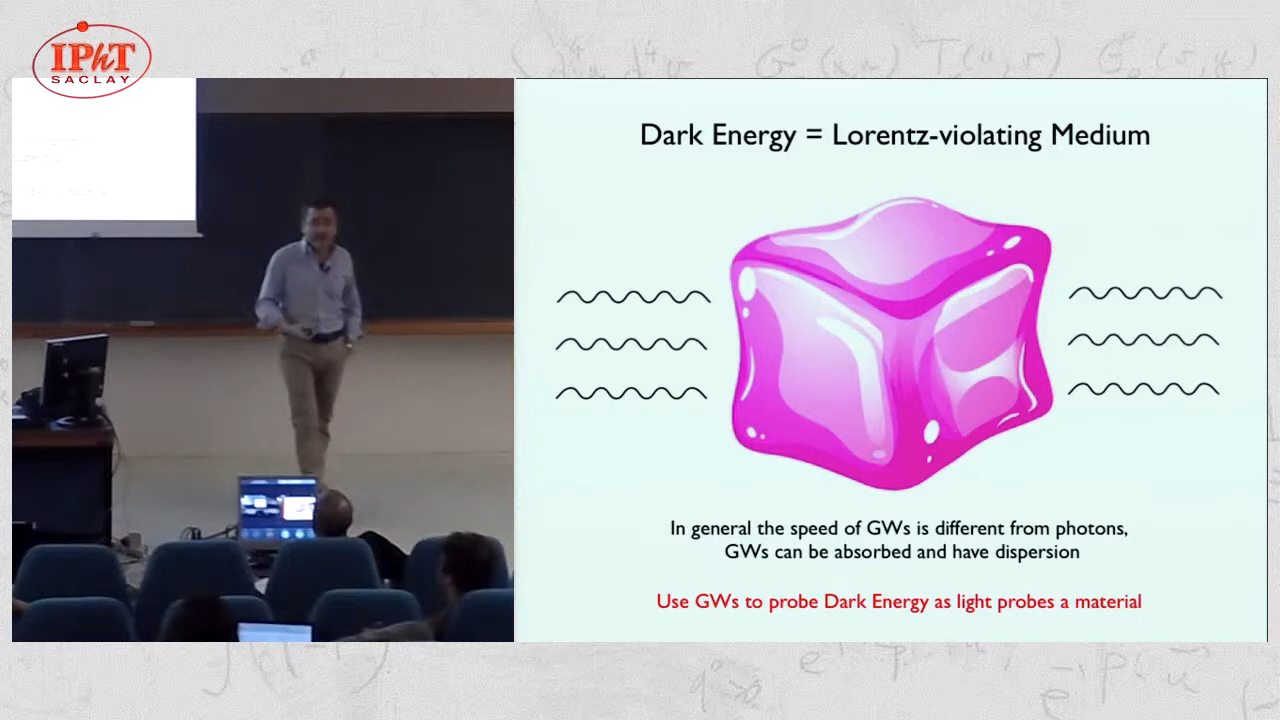 IPhT
SACLAY
Dark Energy = Lorentz-violating Medium
In general the speed of GWs is different from photons,
GWs can be absorbed and have dispersion
Use GWs to probe Dark Energy as light probes a material